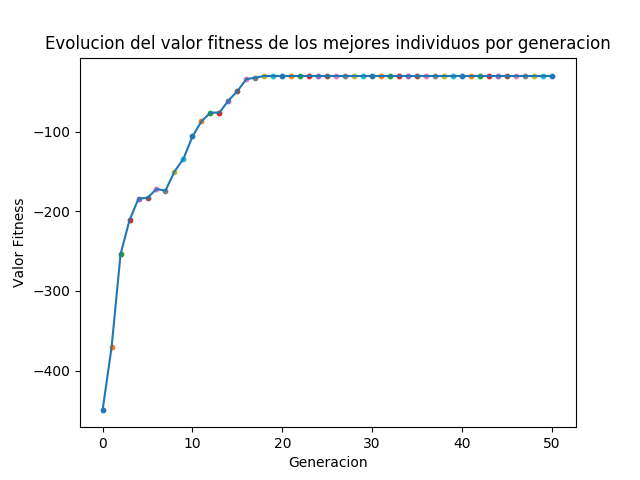 Evolucion del valor fitness de los mejores individuos por generacion
−100
−200
−300
−400
Valor Fitness
0 10 20 30 40 50
Generacion